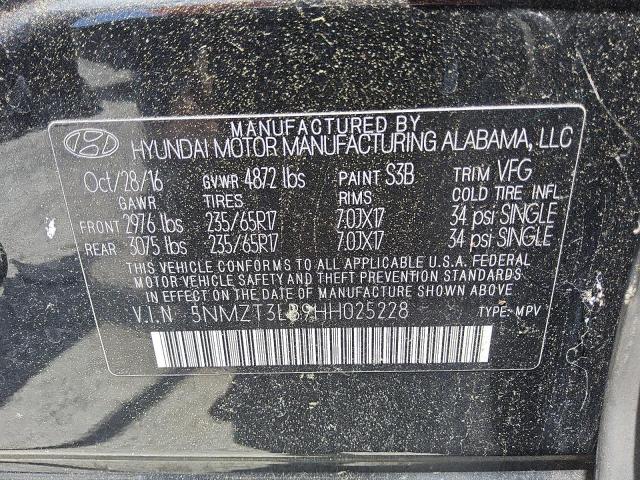 MANUFACTURED BY
HYUNDAI MOTOR MANUFACTURING ALABAMA, LLC
Oct/28/16 GVWR 4872 lbs PAINT S3B TRIM VFG
GAWR TIRES RIMS COLD TIRE INFL.
FRONT 2976 lbs 235/65R17 7.0JX17 34 psi SINGLE
REAR 3075 lbs 235/65R17 7.0JX17 34 psi SINGLE
THIS VEHICLE CONFORMS TO ALL APPLICABLE U.S.A. FEDERAL
MOTOR VEHICLE SAFETY AND THEFT PREVENTION STANDARDS
IN EFFECT ON THE DATE OF MANUFACTURE SHOWN ABOVE
V.I.N 5NMZT3LB9HH025228 TYPE: MPV